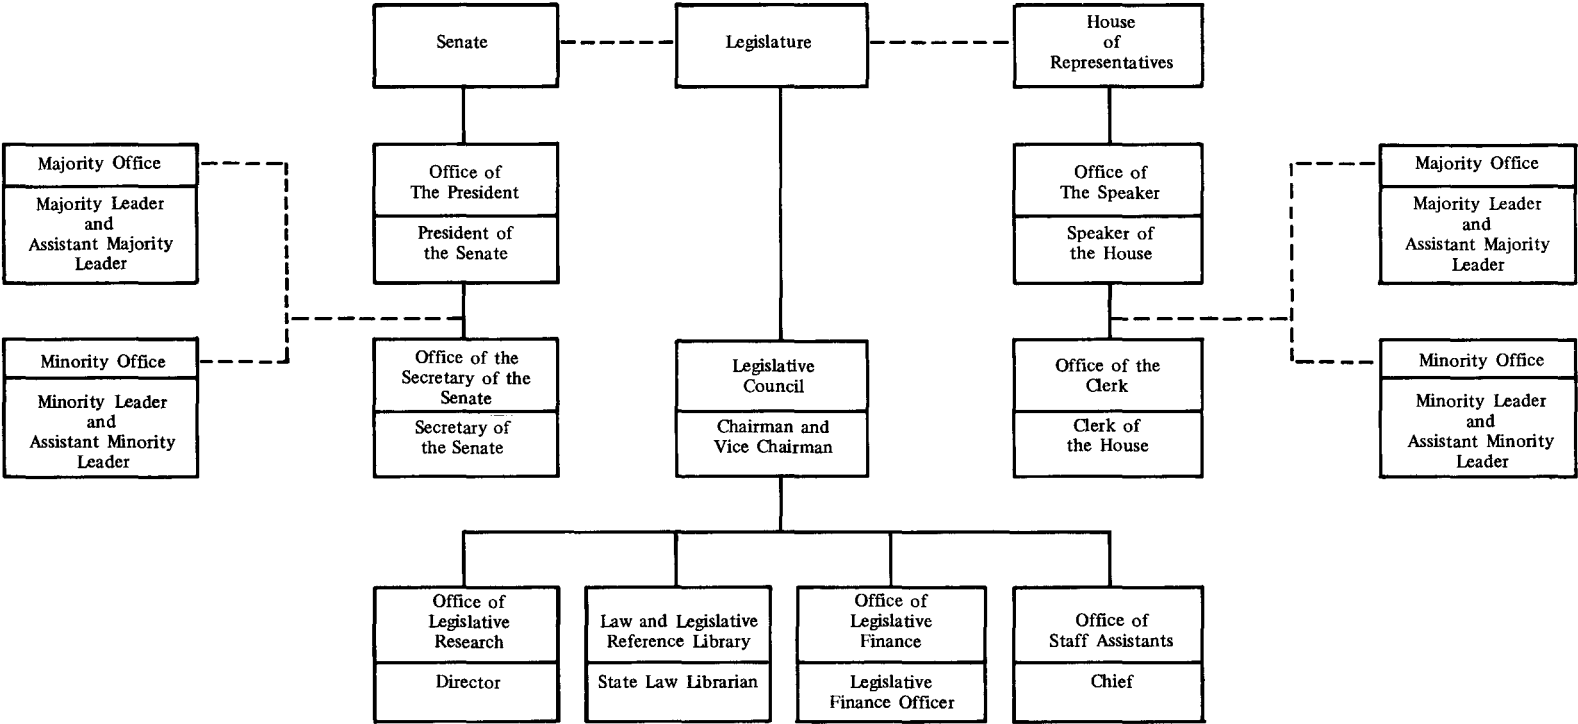 Senate
Legislature
House
of
Representatives
Majority Office
Majority Leader
and
Assistant Majority
Leader
Office of
The President
President of
the Senate
Office of
The Speaker
Speaker of
the House
Majority Office
Majority Leader
and
Assistant Majority
Leader
Minority Office
Minority Leader
and
Assistant Minority
Leader
Office of the
Secretary of the
Senate
Secretary of
the Senate
Legislative
Council
Chairman and
Vice Chairman
Office of the
Clerk
Clerk of
the House
Minority Office
Minority Leader
and
Assistant Minority
Leader
Office of
Legislative
Research
Director
Law and Legislative
Reference Library
State Law Librarian
Office of
Legislative
Finance
Legislative
Finance Officer
Office of
Staff Assistants
Chief